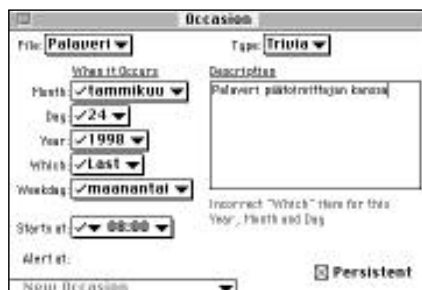 Occasion
File: Palaveri
Type: Trivia
When it Occurs
Description
Month: tammikuu
Palaveri päätoimittajan kanssa
Day: 24
Year: 1998
Which: Last
Weekday: maanantai
Incorrect "Which" item for this
Year, Month and Day
Starts at: 08:00
Alert at:
Persistent
New Occasion